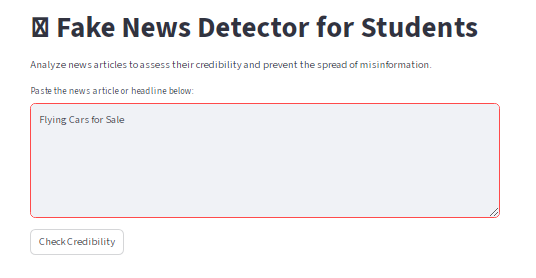 Fake News Detector for Students
Analyze news articles to assess their credibility and prevent the spread of misinformation.
Paste the news article or headline below:
Flying Cars for Sale
Check Credibility